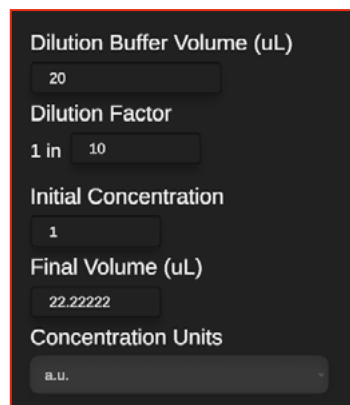 Dilution Buffer Volume (uL)
20
Dilution Factor
1 in 10
Initial Concentration
1
Final Volume (uL)
22.22222
Concentration Units
a.u.